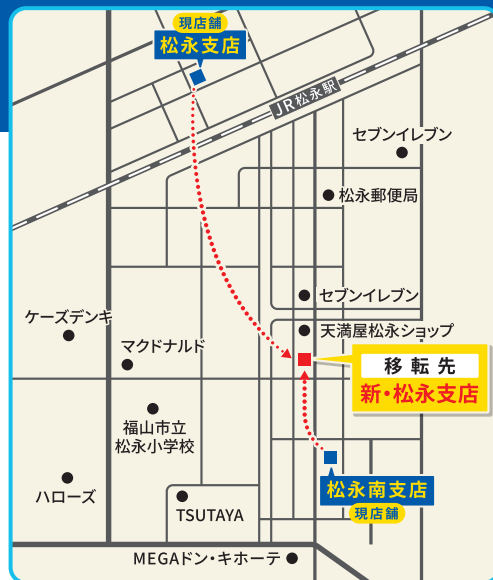 現店舗
松永支店
JR松永駅
セブンイレブン
松永郵便局
セブンイレブン
ケーズデンキ
天満屋松永ショップ
マクドナルド
移転先
新・松永支店
福山市立
松永小学校
ハローズ
松永南支店
現店舗
TSUTAYA
MEGAドン・キホーテ